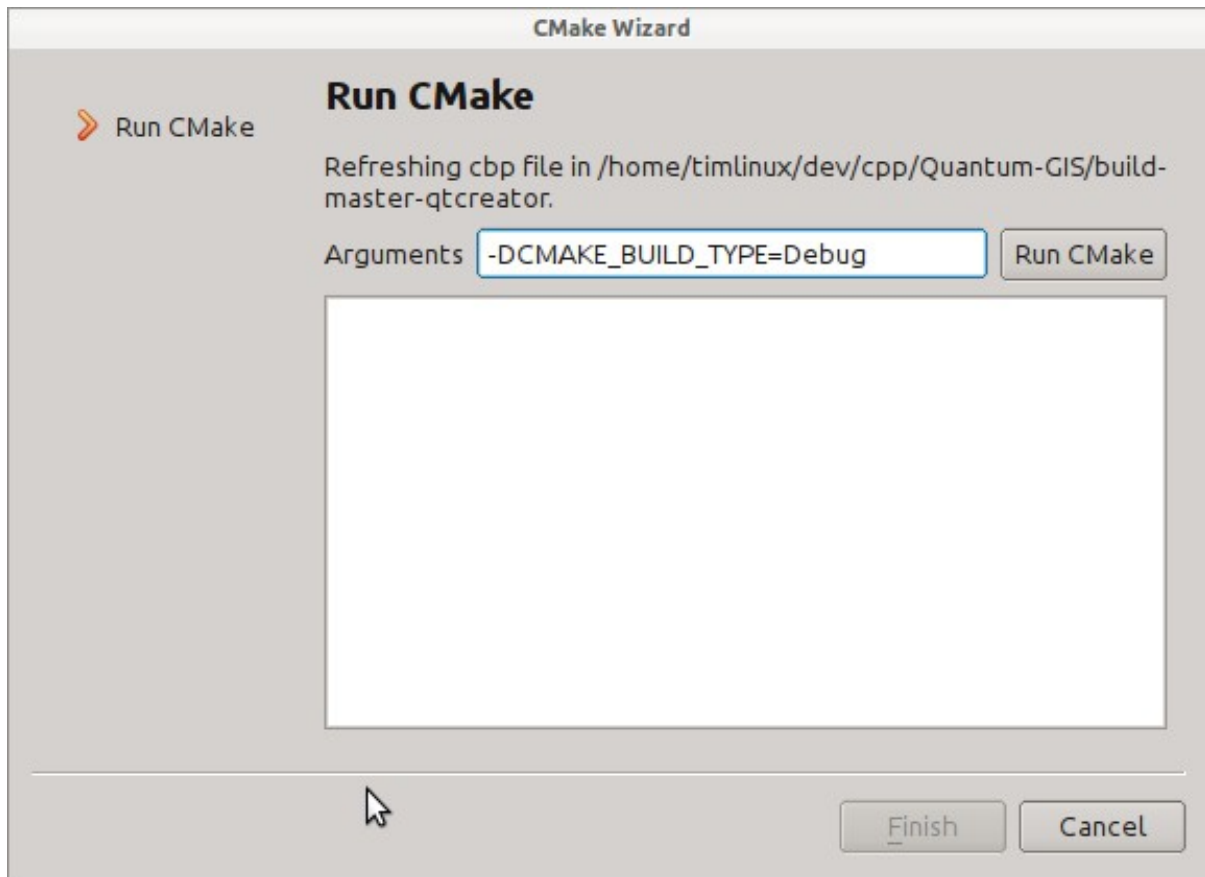 CMake Wizard
Run CMake
Run CMake
Refreshing cbp file in /home/timlinux/dev/cpp/Quantum-GIS/build-
master-qtcreator.
Arguments -DCMAKE_BUILD_TYPE=Debug Run CMake
Finish Cancel